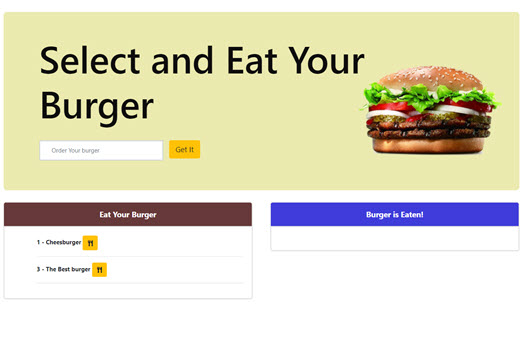 Select and Eat Your
Burger
Order Your burger
Get It
Eat Your Burger
Burger is Eaten!
1 - Cheesburger
3 - The Best burger